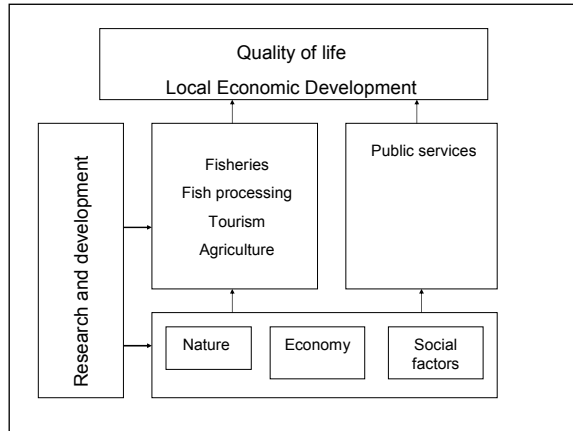 Quality of life
Local Economic Development
Research and development
Fisheries
Fish processing
Tourism
Agriculture
Public services
Nature
Economy
Social
factors